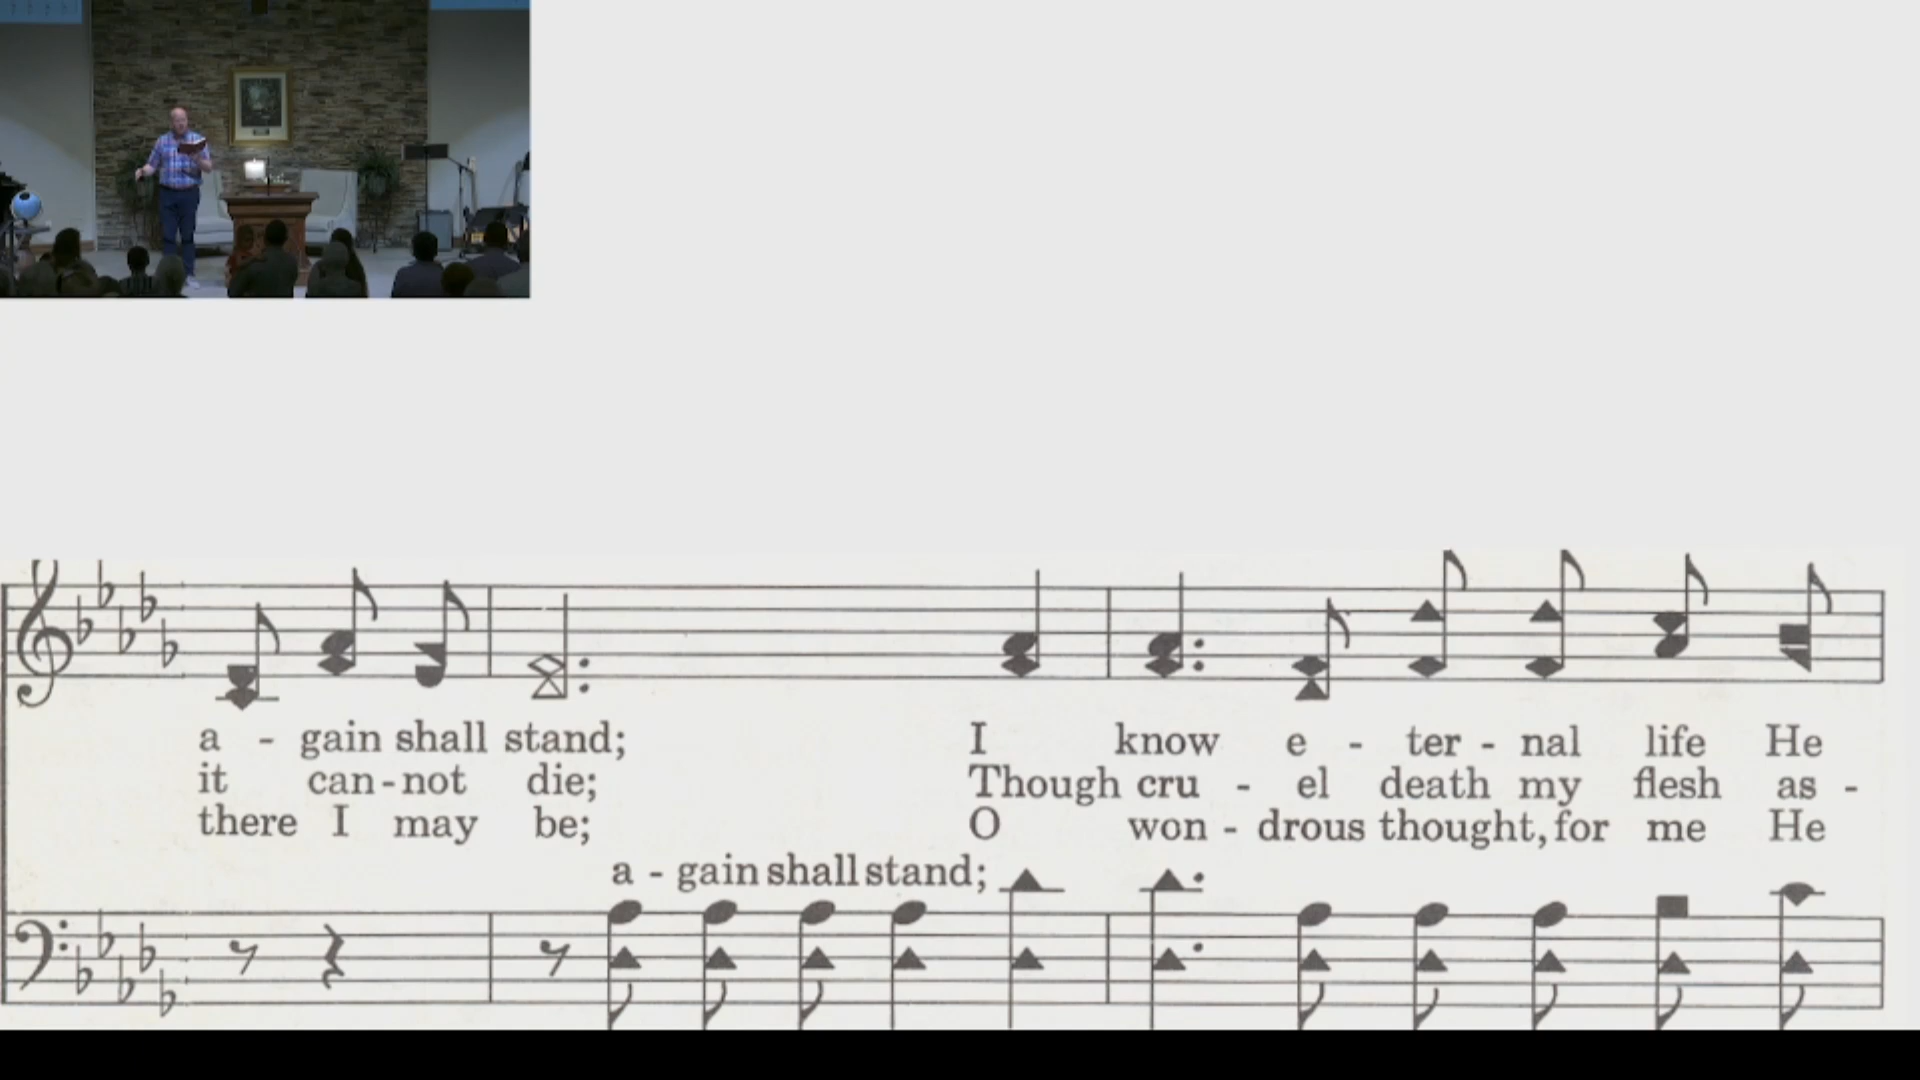 a - gain shall stand; I know e - ter - nal life He
it can - not die; Though cru - el death my flesh as -
there I may be; O won - drous thought, for me He
a - gain shall stand;